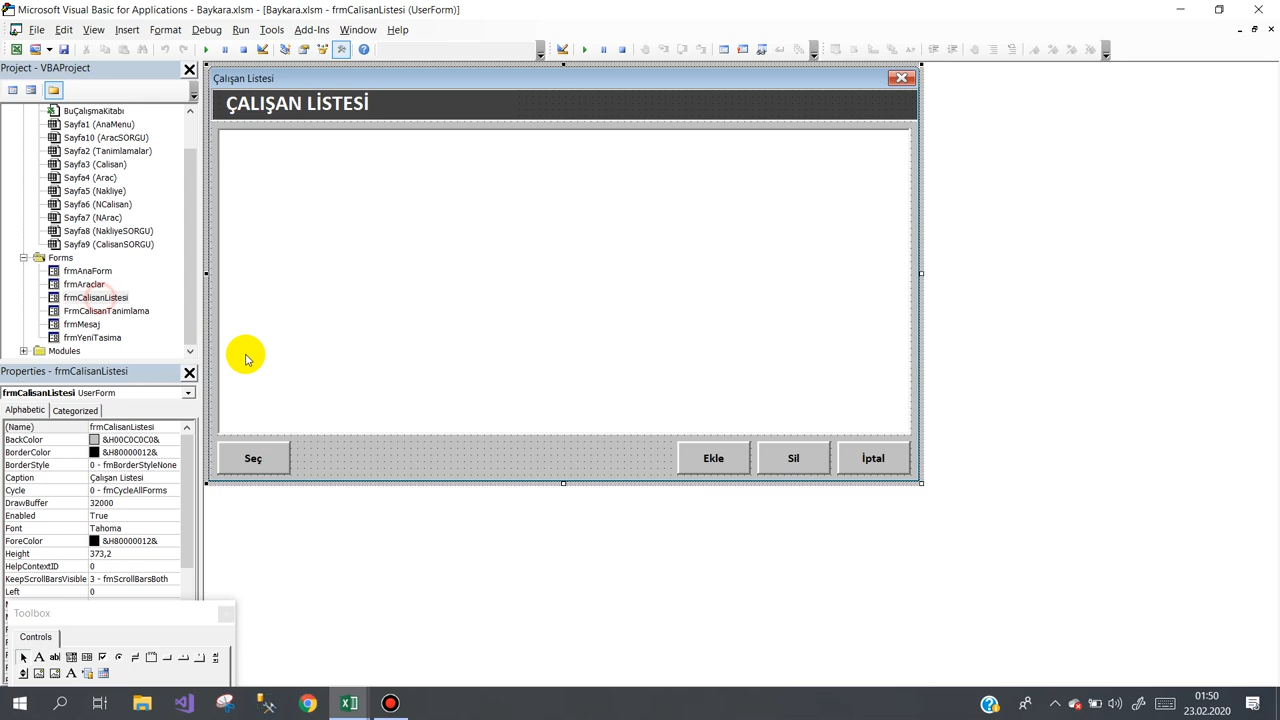 Microsoft Visual Basic for Applications - Baykara.xlsm - [Baykara.xlsm - frmCalisanListesi (UserForm)]
File Edit View Insert Format Debug Run Tools Add-Ins Window Help
Project - VBAProject
BuÇalışmaKitabı
Sayfa1 (AnaMenu)
Sayfa10 (AracSORGU)
Sayfa2 (Tanimlamalar)
Sayfa3 (Calisan)
Sayfa4 (Arac)
Sayfa5 (Nakliye)
Sayfa6 (NCalisan)
Sayfa7 (NArac)
Sayfa8 (NakliyeSORGU)
Sayfa9 (CalisanSORGU)
Forms
frmAnaForm
frmAraclar
frmCalisanListesi
FrmCalisanTanimlama
frmMesaj
frmYeniTasima
Modules
Properties - frmCalisanListesi
frmCalisanListesi UserForm
Alphabetic Categorized
(Name) frmCalisanListesi
BackColor &H00C0C0C0&
BorderColor &H80000012&
BorderStyle 0 - fmBorderStyleNone
Caption Çalışan Listesi
Cycle 0 - fmCycleAllForms
DrawBuffer 32000
Enabled True
Font Tahoma
ForeColor &H80000012&
Height 373,2
HelpContextID 0
KeepScrollBarsVisible 3 - fmScrollBarsBoth
Left 0
Toolbox
Controls
Çalışan Listesi
ÇALIŞAN LİSTESİ
Seç Ekle Sil İptal
01:50
23.02.2020